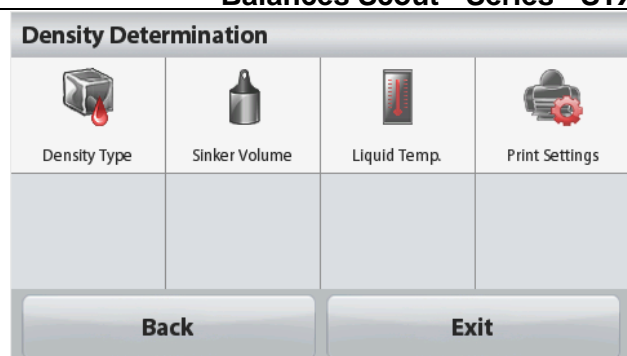 Density Determination
Density Type
Sinker Volume
Liquid Temp.
Print Settings
Back
Exit